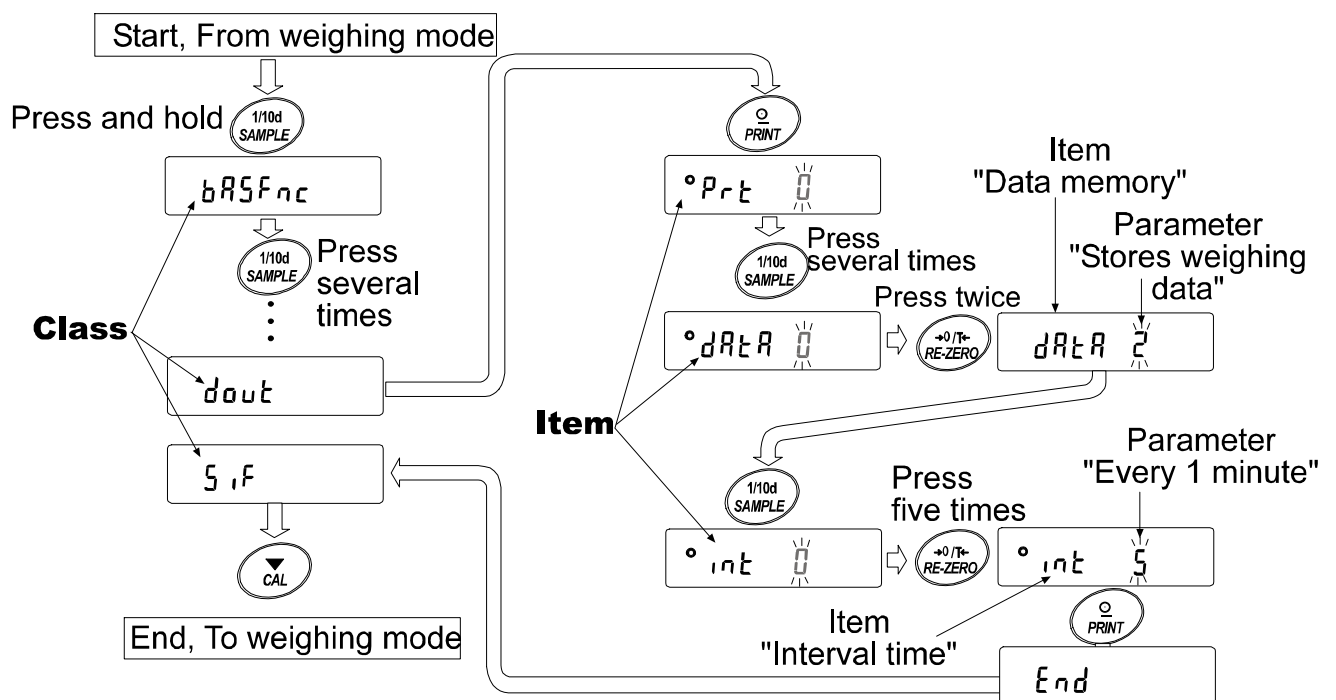 Start, From weighing mode
Press and hold
1/10d
SAMPLE
bASFnc
1/10d
SAMPLE
Press
several
times
Class
dout
SiF
CAL
End, To weighing mode
PRINT
Prt 0
1/10d
SAMPLE
Press
several times
Item
"Data memory"
Parameter
"Stores weighing
data"
Press twice
dAtA 0
→0/T←
RE-ZERO
dAtA 2
Item
1/10d
SAMPLE
Press
five times
Parameter
"Every 1 minute"
int 0
→0/T←
RE-ZERO
int 5
Item
"Interval time"
PRINT
End